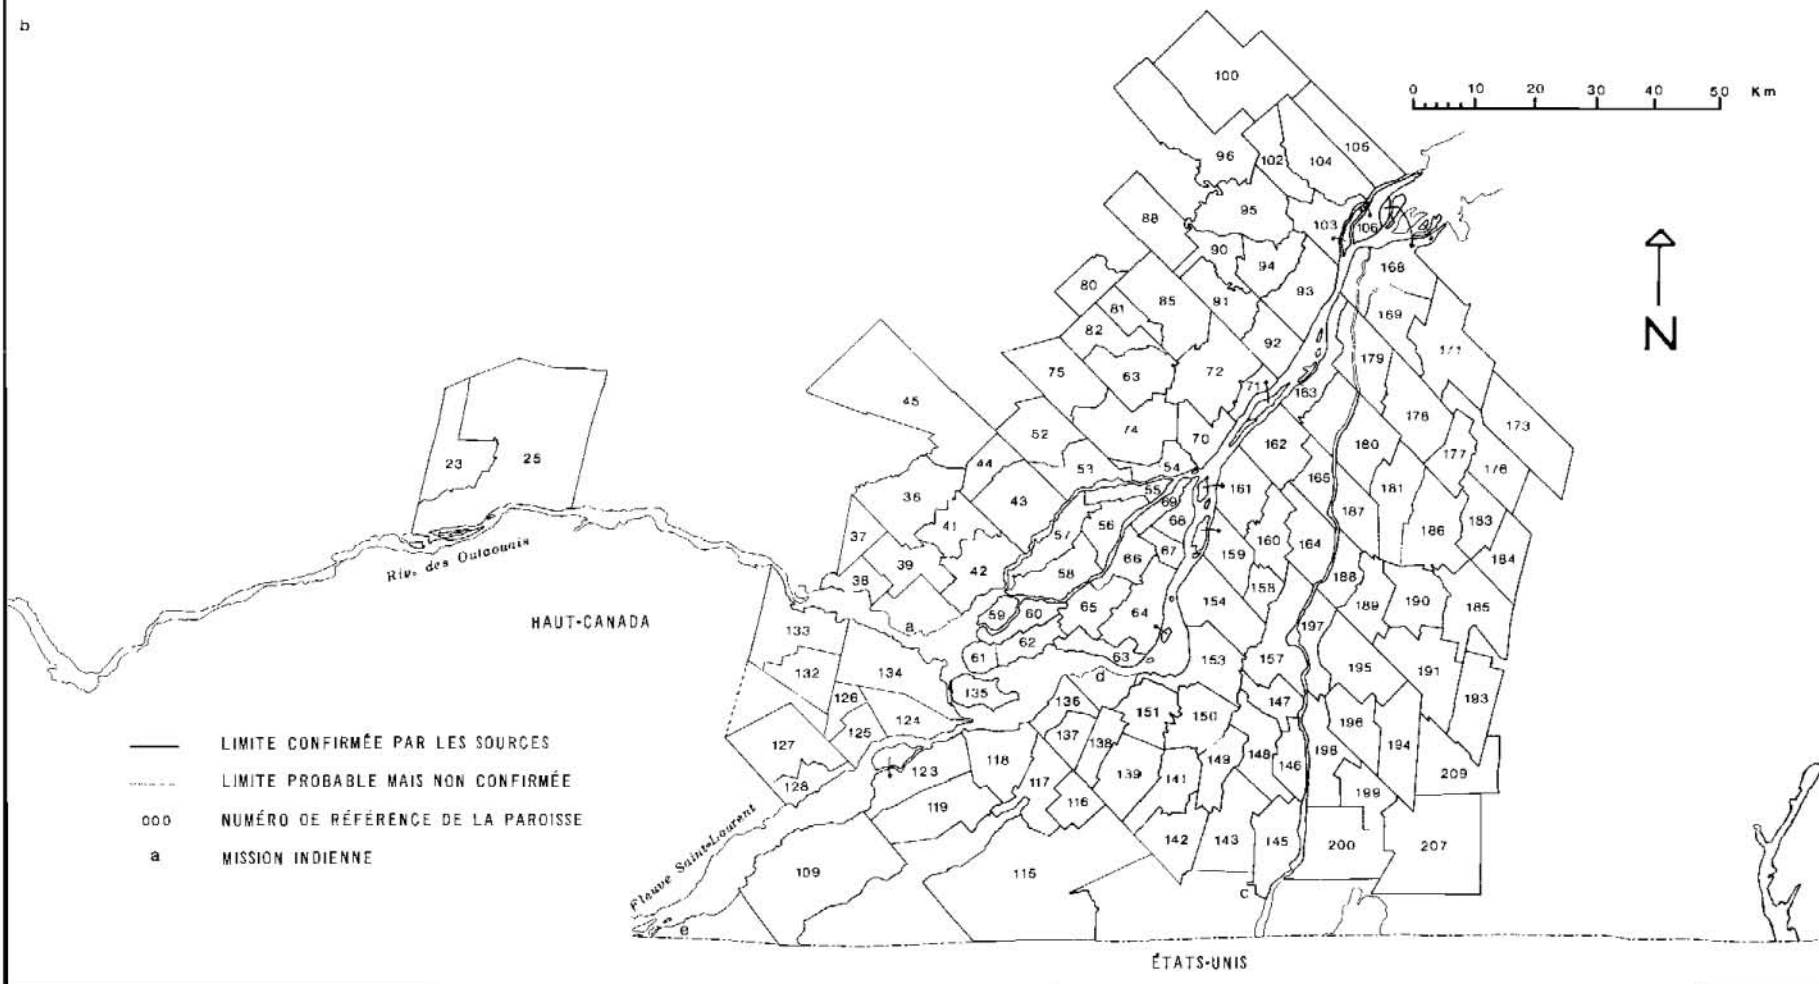 b
100
0 10 20 30 40 50 Km
105
96 102 104
95
88
103 106
90
94 168
80
85 91 93
81 169
82
92 171
179
75 63 72
71 163
45
178 173
52 74 70 162 180
177
44 53 54 176
23 25 165
55 161 181
36 43 69
56 187
68 186 183
41 57 160 164
37 67 159 184
39 66
38 42 58 188
158
189 190 185
65 154
59 60 64
a 197
133 62
61 63 153 157 195 191
132 134 d
193
135
126 136 147
151 150 196
124
125 137
138
127 148 198 194
118 149
123 139 146 209
117 141
128 199
119 116
142 143 145 200 207
109 115
c
e
Riv. des Outaouais
HAUT-CANADA
Fleuve Saint-Laurent
N
LIMITE CONFIRMÉE PAR LES SOURCES
LIMITE PROBABLE MAIS NON CONFIRMÉE
000 NUMÉRO DE RÉFÉRENCE DE LA PAROISSE
a MISSION INDIENNE
ÉTATS-UNIS